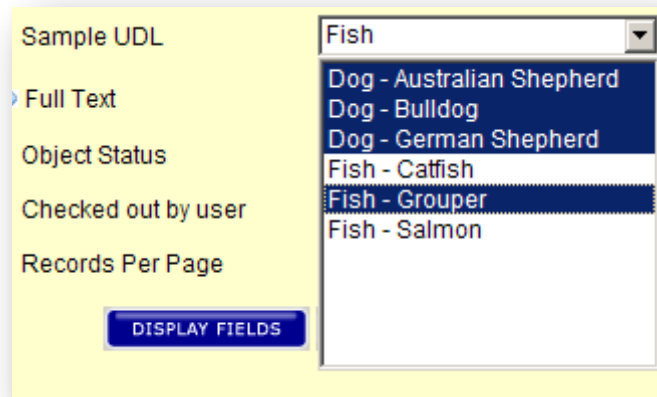 Sample UDL
Fish
Dog - Australian Shepherd
Dog - Bulldog
Dog - German Shepherd
Fish - Catfish
Fish - Grouper
Fish - Salmon
Full Text
Object Status
Checked out by user
Records Per Page
DISPLAY FIELDS